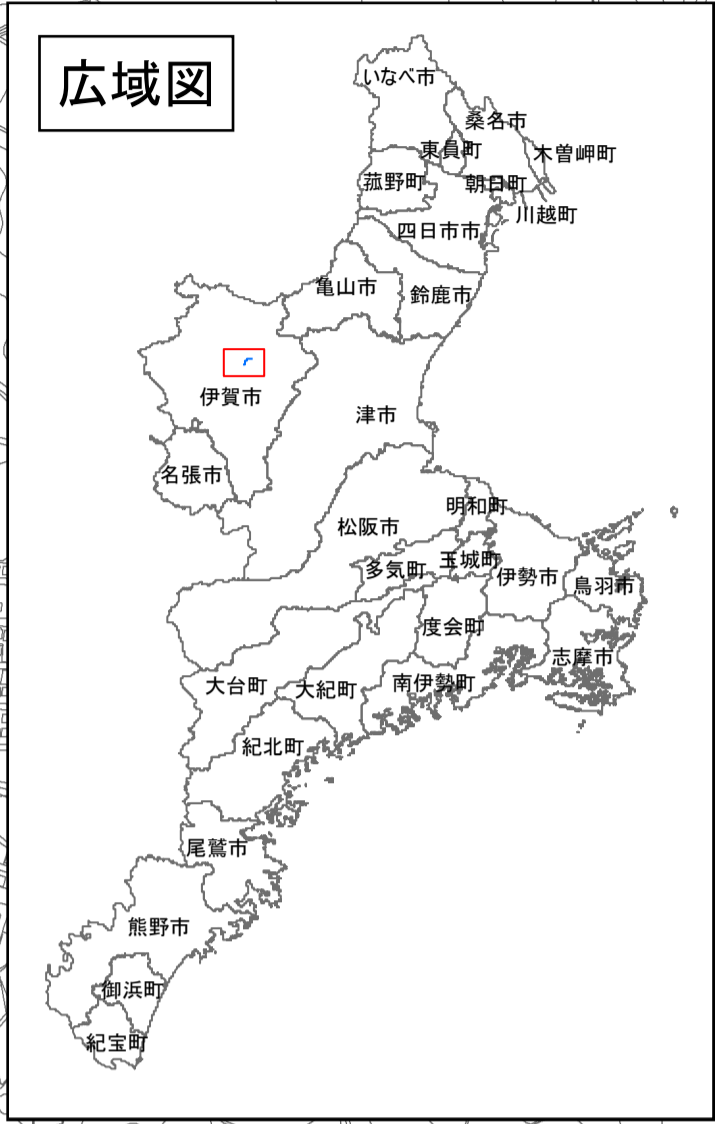 広域図
いなべ市
桑名市
東員町
木曽岬町
菰野町
朝日町
川越町
四日市市
亀山市
鈴鹿市
伊賀市
津市
名張市
明和町
松阪市
玉城町
多気町
伊勢市
鳥羽市
度会町
志摩市
大台町
大紀町
南伊勢町
紀北町
尾鷲市
熊野市
御浜町
紀宝町